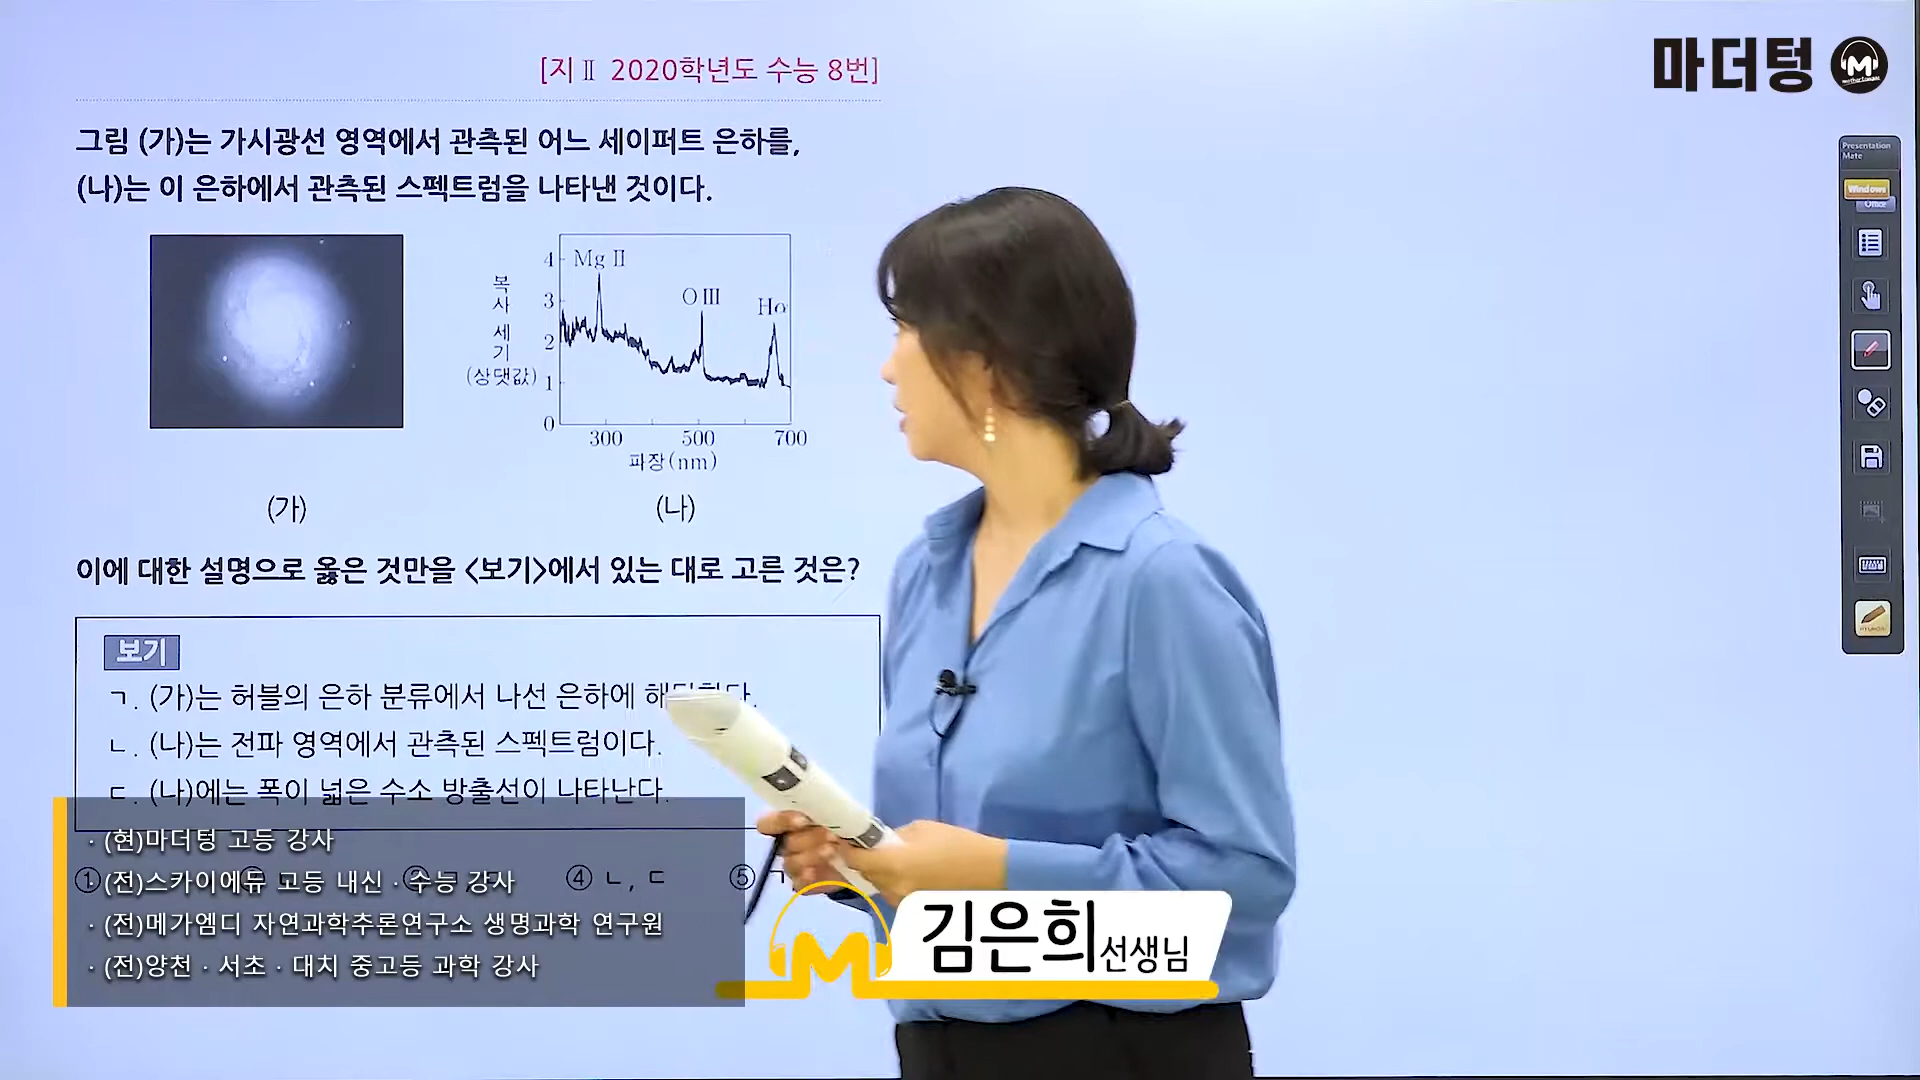 마더텅
[지Ⅱ 2020학년도 수능 8번]
그림 (가)는 가시광선 영역에서 관측된 어느 세이퍼트 은하를,
(나)는 이 은하에서 관측된 스펙트럼을 나타낸 것이다.
복사 세기
(상댓값)
4
3
2
1
0
Mg Ⅱ
O Ⅲ
Hα
300
500
700
파장(nm)
(가)
(나)
이에 대한 설명으로 옳은 것만을 <보기>에서 있는 대로 고른 것은?
보기
ㄱ. (가)는 허블의 은하 분류에서 나선 은하에
ㄴ. (나)는 전파 영역에서 관측된 스펙트럼이다.
ㄷ. (나)에는 폭이 넓은 수소 방출선이 나타난다.
① ④ ㄴ, ㄷ ⑤ ㄱ
· (현)마더텅 고등 강사
· (전)스카이에듀 고등 내신 · 수능 강사
· (전)메가엠디 자연과학추론연구소 생명과학 연구원
· (전)양천 · 서초 · 대치 중고등 과학 강사
김은희선생님
Presentation
Mate
Windows
Office